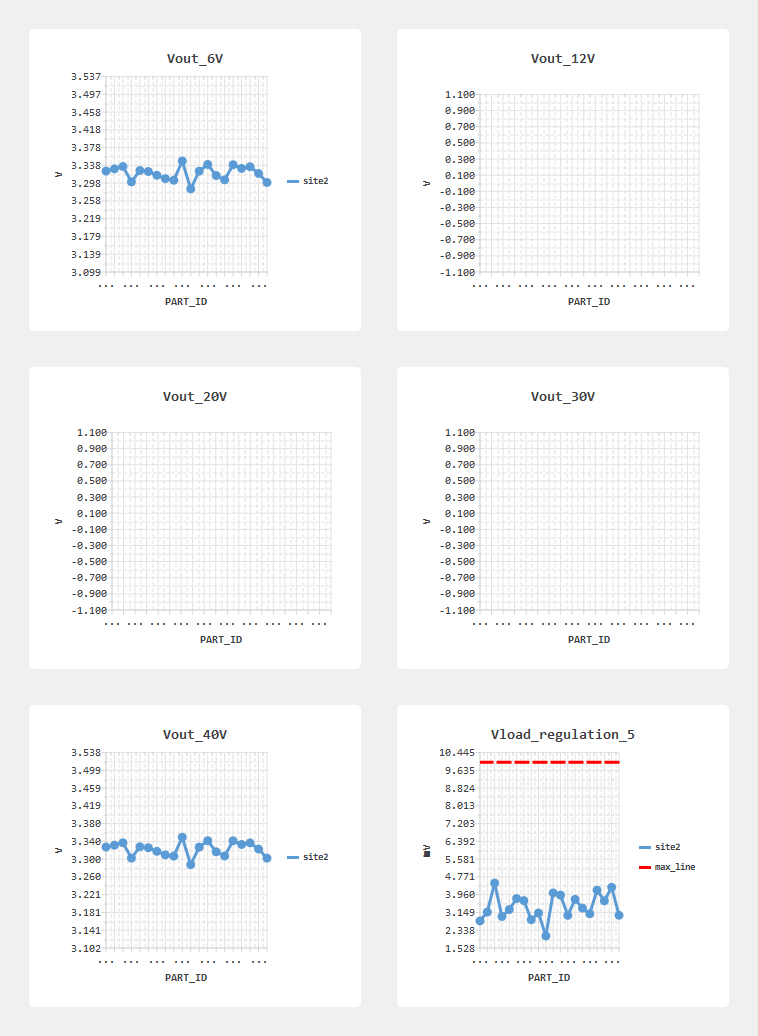 Vout_6V
3.537
3.497
3.458
3.418
3.378
3.338
3.298
3.258
3.219
3.179
3.139
3.099
V
... ... ... ... ... ... ...
PART_ID
site2
Vout_12V
1.100
0.900
0.700
0.500
0.300
0.100
-0.100
-0.300
-0.500
-0.700
-0.900
-1.100
V
... ... ... ... ... ... ... ... ... ...
PART_ID
Vout_20V
1.100
0.900
0.700
0.500
0.300
0.100
-0.100
-0.300
-0.500
-0.700
-0.900
-1.100
V
... ... ... ... ... ... ... ... ... ...
PART_ID
Vout_30V
1.100
0.900
0.700
0.500
0.300
0.100
-0.100
-0.300
-0.500
-0.700
-0.900
-1.100
V
... ... ... ... ... ... ... ... ... ...
PART_ID
Vout_40V
3.538
3.499
3.459
3.419
3.380
3.340
3.300
3.260
3.221
3.181
3.141
3.102
V
... ... ... ... ... ... ...
PART_ID
site2
Vload_regulation_5
10.445
9.635
8.824
8.013
7.203
6.392
5.581
4.771
3.960
3.149
2.338
1.528
mV
... ... ... ... ... ... ...
PART_ID
site2
max_line